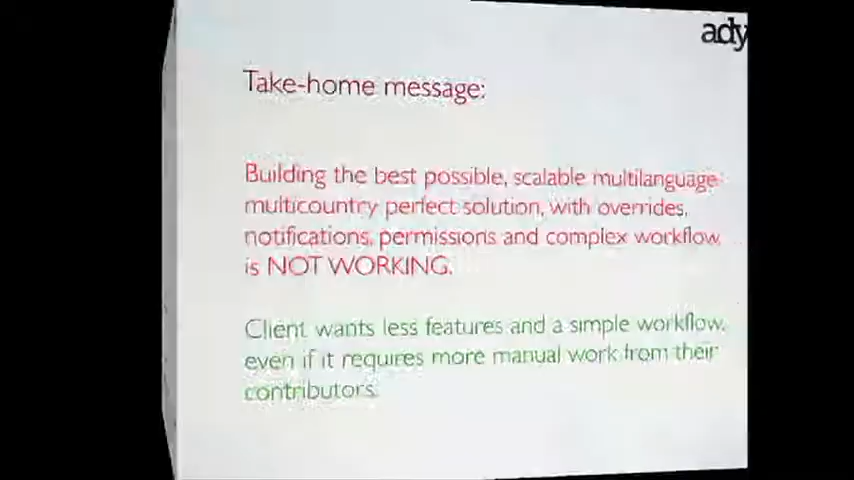 ady
Take-home message:
Building the best possible, scalable multilanguage
multicountry perfect solution, with overrides,
notifications, permissions and complex workflow
is NOT WORKING.
Client wants less features and a simple workflow,
even if it requires more manual work from their
contributors.